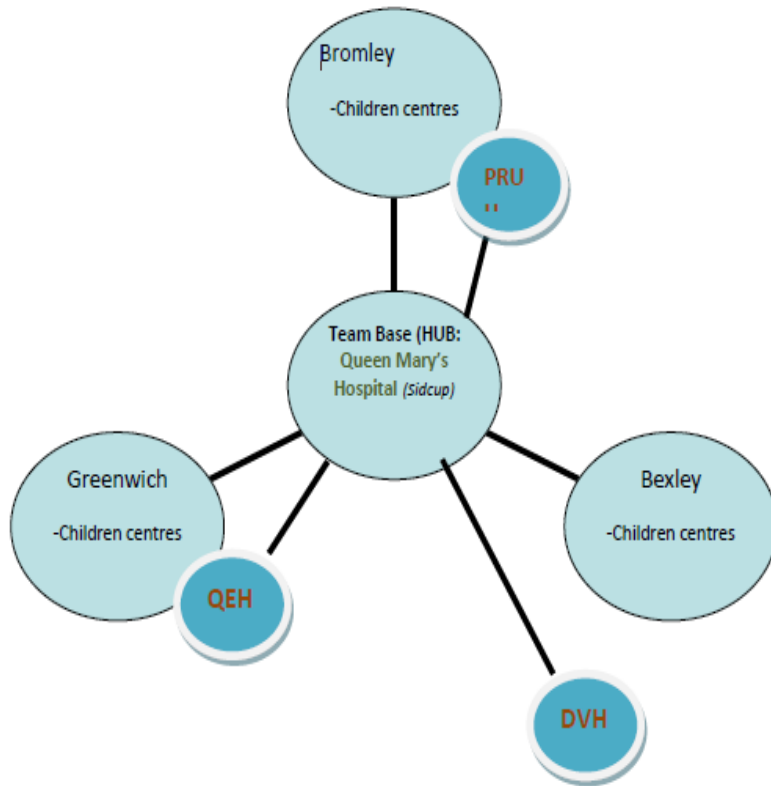 Bromley
-Children centres
PRU
Team Base (HUB:
Queen Mary's
Hospital (Sidcup)
Greenwich
-Children centres
Bexley
-Children centres
QEH
DVH